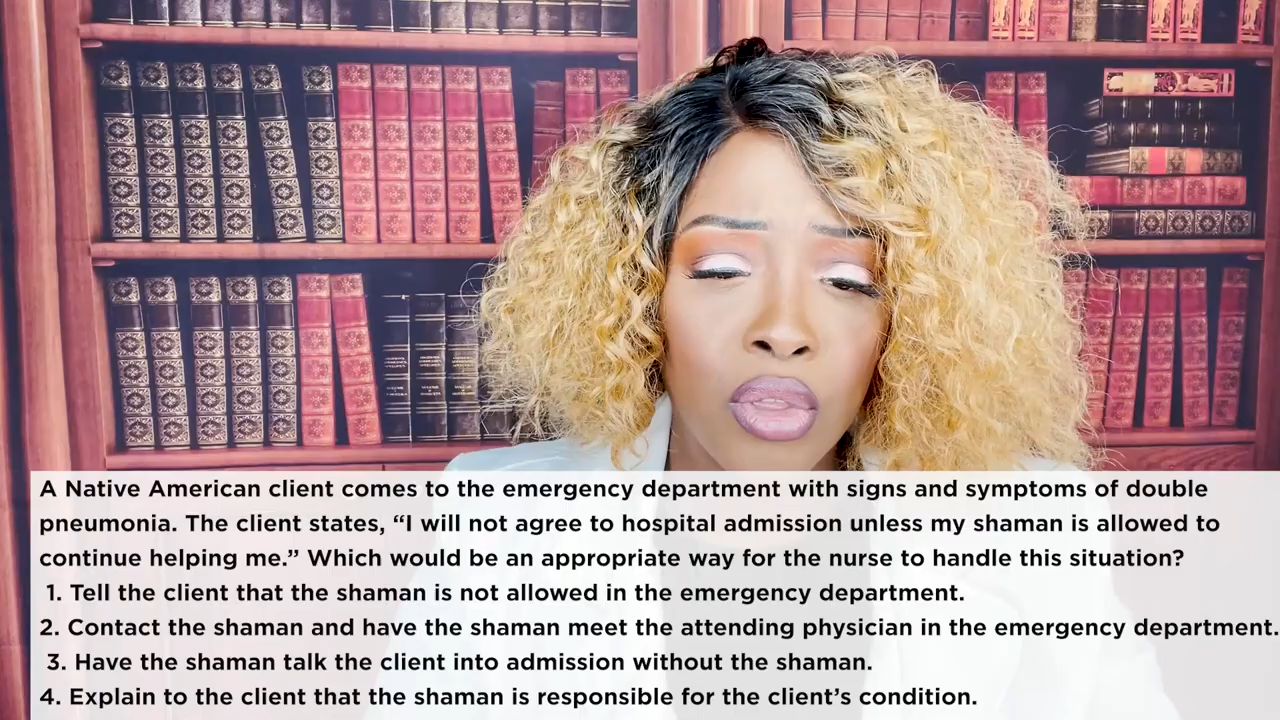 A Native American client comes to the emergency department with signs and symptoms of double
pneumonia. The client states, “I will not agree to hospital admission unless my shaman is allowed to
continue helping me.” Which would be an appropriate way for the nurse to handle this situation?
1. Tell the client that the shaman is not allowed in the emergency department.
2. Contact the shaman and have the shaman meet the attending physician in the emergency department.
3. Have the shaman talk the client into admission without the shaman.
4. Explain to the client that the shaman is responsible for the client’s condition.